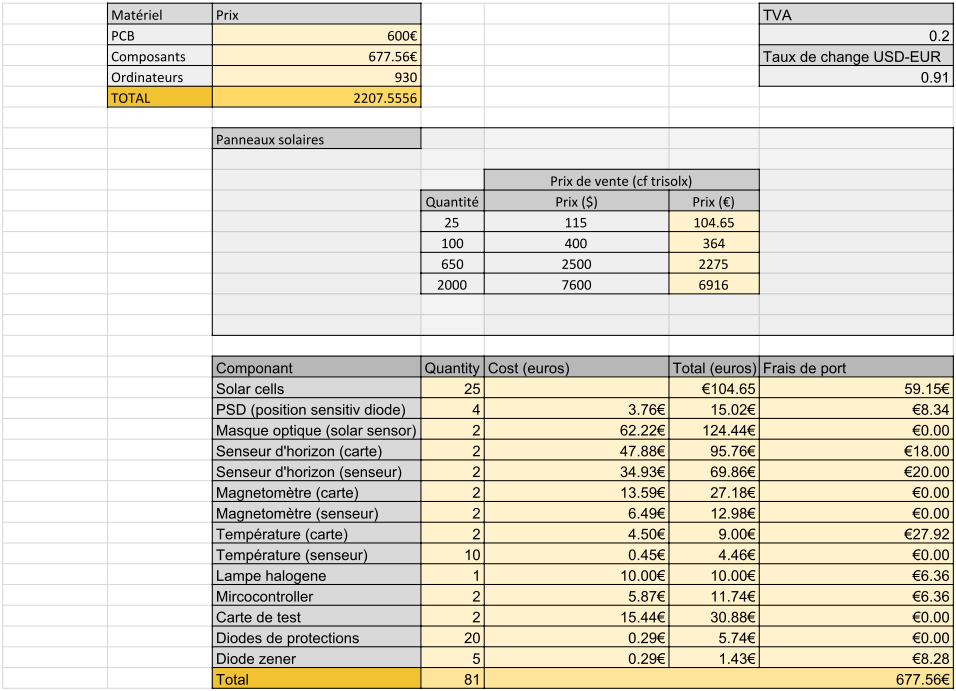 Matériel Prix TVA
PCB 600€ 0.2
Composants 677.56€ Taux de change USD-EUR
Ordinateurs 930 0.91
TOTAL 2207.5556
Panneaux solaires
Prix de vente (cf trisolx)
Quantité Prix ($) Prix (€)
25 115 104.65
100 400 364
650 2500 2275
2000 7600 6916
Componant Quantity Cost (euros) Total (euros) Frais de port
Solar cells 25 €104.65 59.15€
PSD (position sensitiv diode) 4 3.76€ 15.02€ €8.34
Masque optique (solar sensor) 2 62.22€ 124.44€ €0.00
Senseur d'horizon (carte) 2 47.88€ 95.76€ €18.00
Senseur d'horizon (senseur) 2 34.93€ 69.86€ €20.00
Magnetomètre (carte) 2 13.59€ 27.18€ €0.00
Magnetomètre (senseur) 2 6.49€ 12.98€ €0.00
Température (carte) 2 4.50€ 9.00€ €27.92
Température (senseur) 10 0.45€ 4.46€ €0.00
Lampe halogene 1 10.00€ 10.00€ €6.36
Mircocontroller 2 5.87€ 11.74€ €6.36
Carte de test 2 15.44€ 30.88€ €0.00
Diodes de protections 20 0.29€ 5.74€ €0.00
Diode zener 5 0.29€ 1.43€ €8.28
Total 81 677.56€